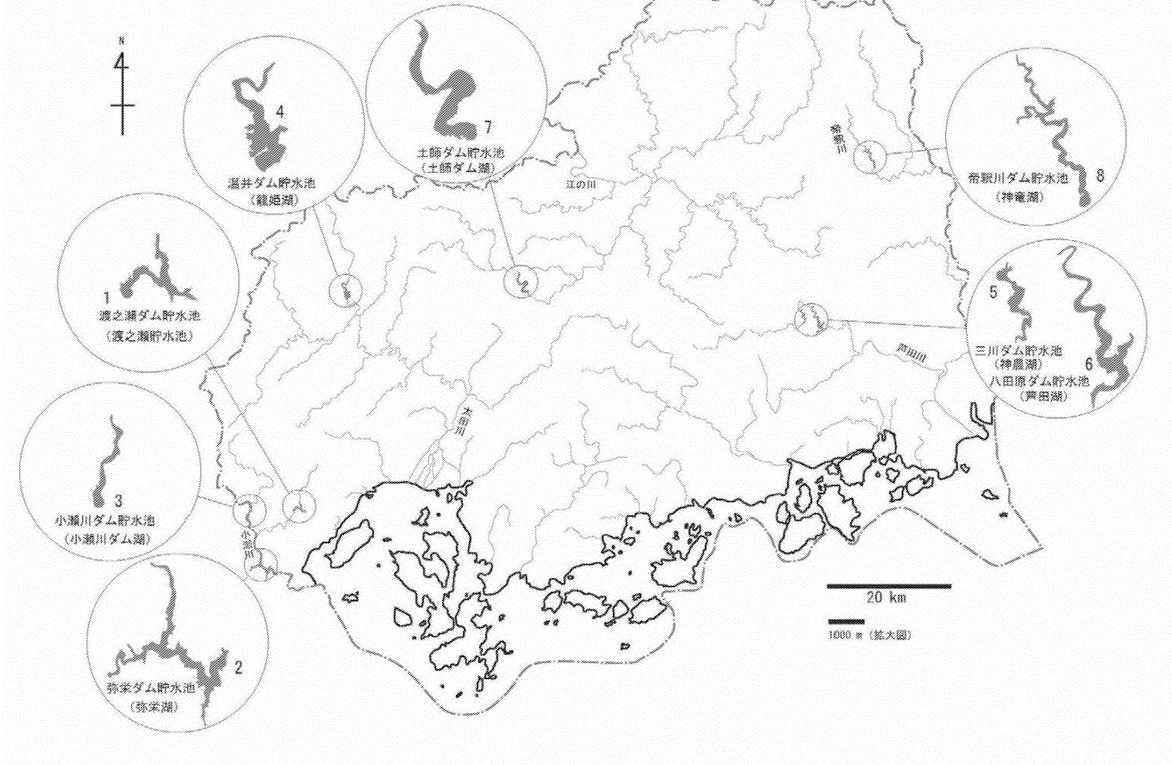 N
4
温井ダム貯水池
(龍姫湖)
7
土師ダム貯水池
(土師ダム湖)
江の川
帝釈川
8
帝釈川ダム貯水池
(神竜湖)
1
渡之瀬ダム貯水池
(渡之瀬貯水池)
5
三川ダム貯水池
(神農湖)
6
八田原ダム貯水池
(芦田湖)
芦田川
太田川
3
小瀬川ダム貯水池
(小瀬川ダム湖)
小瀬川
2
弥栄ダム貯水池
(弥栄湖)
20 km
1000 m (拡大図)